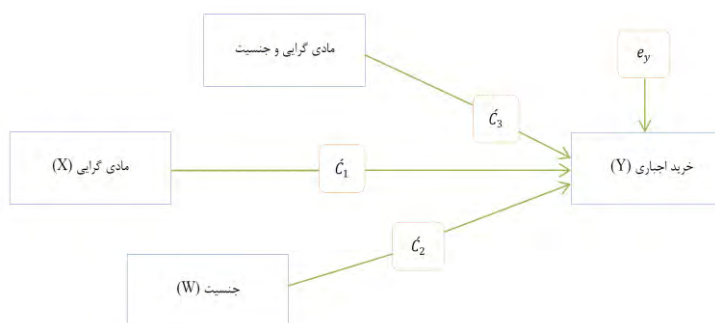 مادی گرایی و جنسیت
e_y
Ć_3
مادی گرایی (X)
Ć_1
خرید اجباری (Y)
Ć_2
جنسیت (W)